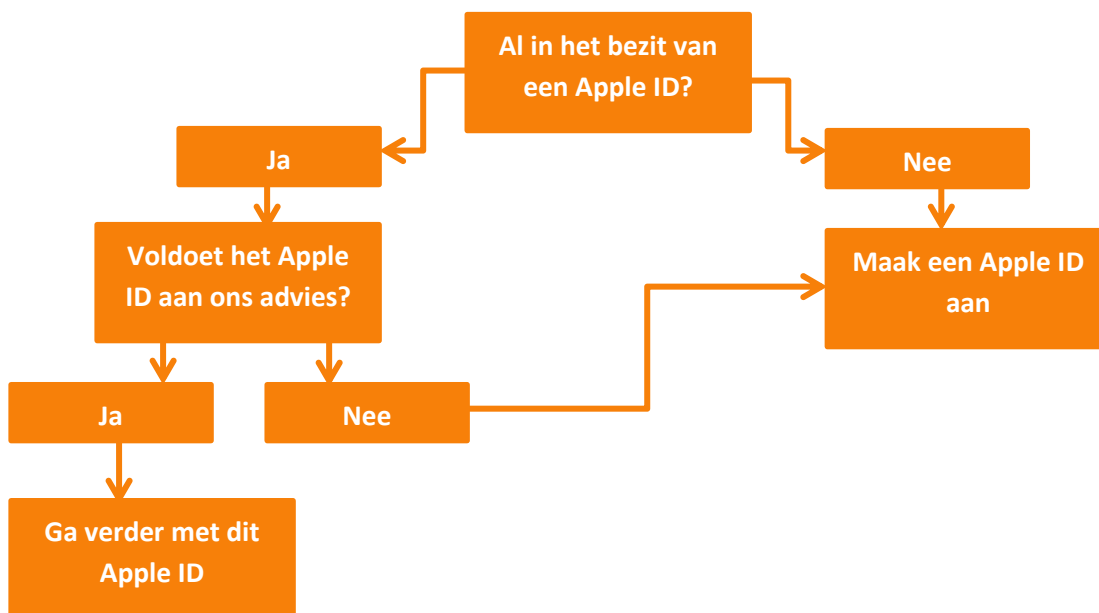 Al in het bezit van
een Apple ID?
Ja
Nee
Voldoet het Apple
ID aan ons advies?
Maak een Apple ID
aan
Ja
Nee
Ga verder met dit
Apple ID